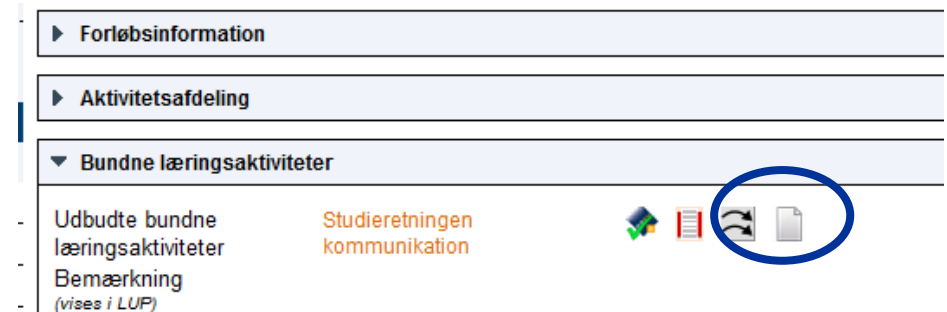 Forløbsinformation
Aktivitetsafdeling
Bundne læringsaktiviteter
Udbudte bundne læringsaktiviteter
Studieretningen kommunikation
Bemærkning
(vises i LUP)